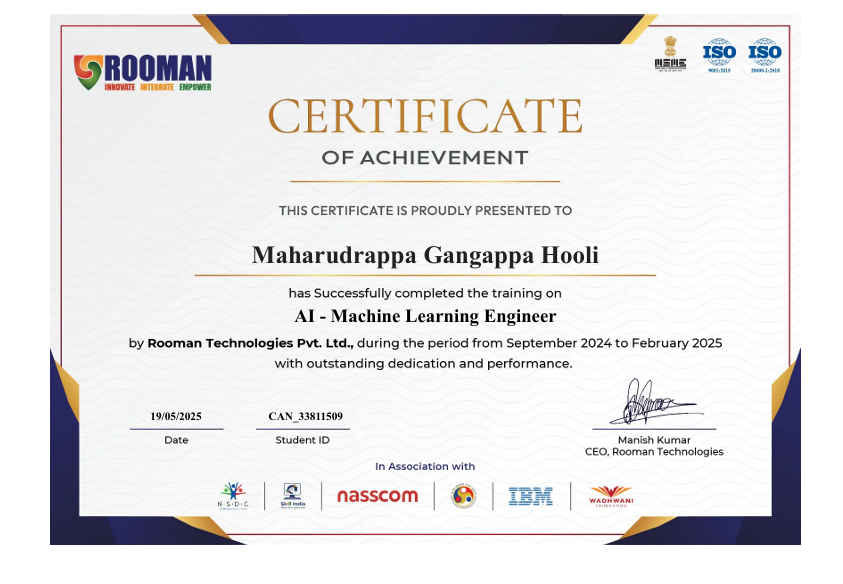 ROOMAN
INNOVATE INTEGRATE EMPOWER
MSME
ISO
9001:2015
ISO
20000-1:2018
CERTIFICATE
OF ACHIEVEMENT
THIS CERTIFICATE IS PROUDLY PRESENTED TO
Maharudrappa Gangappa Hooli
has Successfully completed the training on
AI - Machine Learning Engineer
by Rooman Technologies Pvt. Ltd., during the period from September 2024 to February 2025
with outstanding dedication and performance.
19/05/2025
CAN_33811509
Date
Student ID
Manish Kumar
CEO, Rooman Technologies
In Association with
N·S·D·C
Skill India
nasscom
IBM
WADHWANI
FOUNDATION